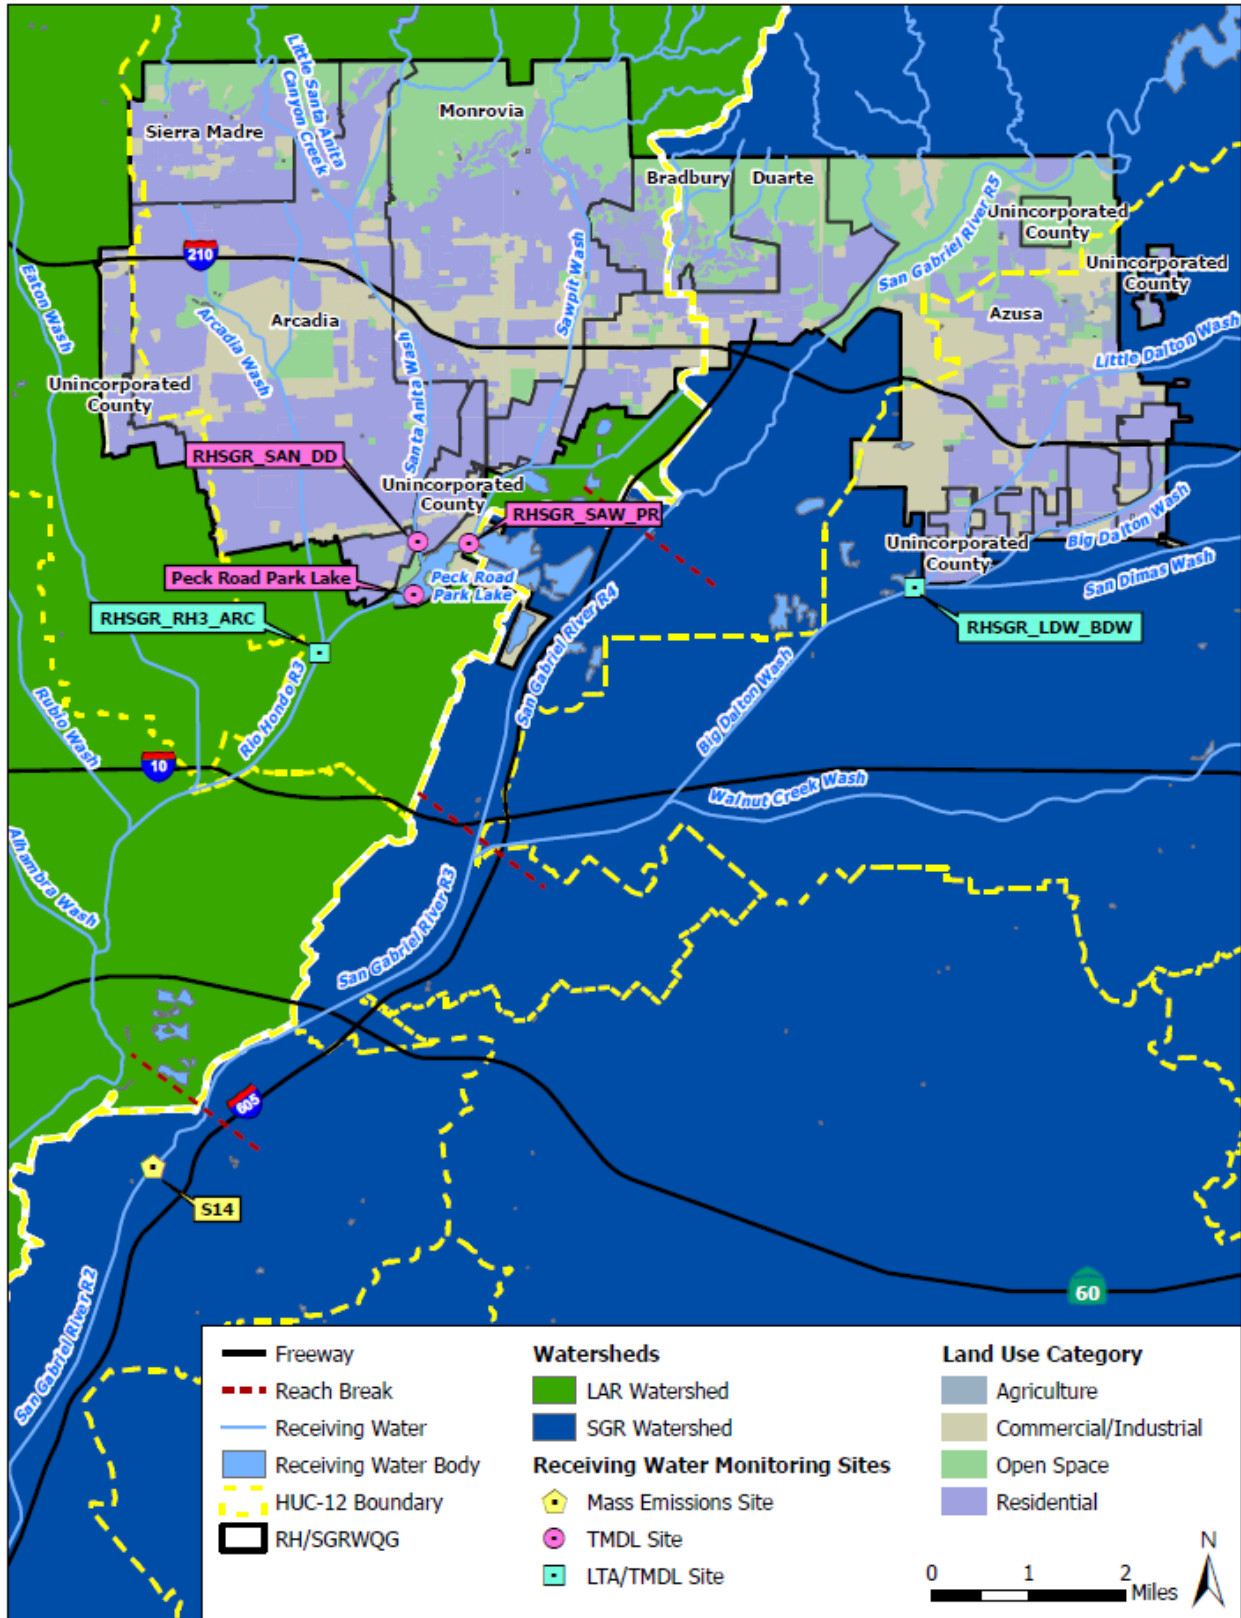 Little Santa Anita
Canyon Creek
Monrovia
Sierra Madre
Bradbury
Duarte
San Gabriel River R5
Unincorporated
County
Unincorporated
County
210
Eaton Wash
Arcadia Wash
Arcadia
Sawpit Wash
Santa Anita Wash
Azusa
Little Dalton Wash
Unincorporated
County
RHSGR_SAN_DD
Unincorporated
County
RHSGR_SAW_PR
Big Dalton Wash
Unincorporated
County
San Dimas Wash
Peck Road Park Lake
Peck Road
Park Lake
RHSGR_RH3_ARC
RHSGR_LDW_BDW
San Gabriel River R4
Big Dalton Wash
Rubio Wash
Rio Hondo R3
10
Walnut Creek Wash
Alhambra Wash
San Gabriel River R3
605
S14
60
San Gabriel River R2
Freeway
Reach Break
Receiving Water
Receiving Water Body
HUC-12 Boundary
RH/SGRWQG
Watersheds
LAR Watershed
SGR Watershed
Receiving Water Monitoring Sites
Mass Emissions Site
TMDL Site
LTA/TMDL Site
Land Use Category
Agriculture
Commercial/Industrial
Open Space
Residential
N
0 1 2
Miles